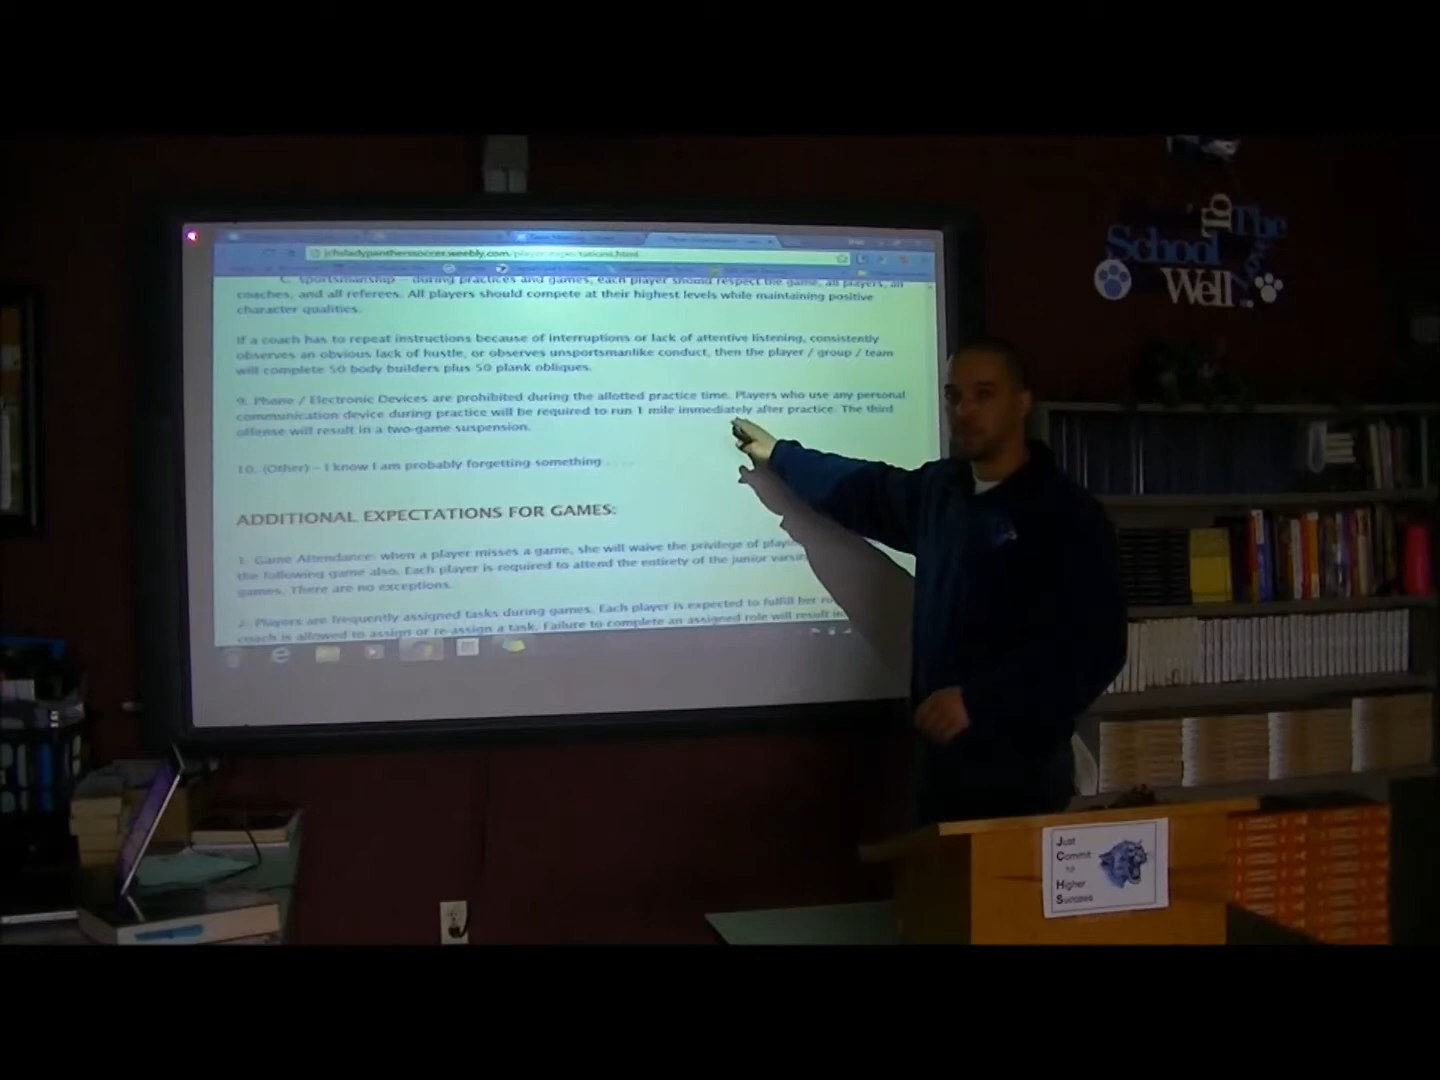 jchsladypantherssoccer.weebly.com/player-expectations.html
C. Sportsmanship – during practices and games, each player should respect the game, all players, all
coaches, and all referees. All players should compete at their highest levels while maintaining positive
character qualities.
If a coach has to repeat instructions because of interruptions or lack of attentive listening, consistently
observes an obvious lack of hustle, or observes unsportsmanlike conduct, then the player / group / team
will complete 50 body builders plus 50 plank obliques.
9. Phone / Electronic Devices are prohibited during the allotted practice time. Players who use any personal
communication device during practice will be required to run 1 mile immediately after practice. The third
offense will result in a two-game suspension.
10. (Other) – I know I am probably forgetting something . . . .
ADDITIONAL EXPECTATIONS FOR GAMES:
1. Game Attendance: when a player misses a game, she will waive the privilege of
the following game also. Each player is required to attend the entirety of the junior
games. There are no exceptions.
2. Players are frequently assigned tasks during games. Each player is expected to fulfill her
coach is allowed to assign or re-assign a task. Failure to complete an assigned role will result
To The
School
Well
Just
Commit
to
Higher
Success